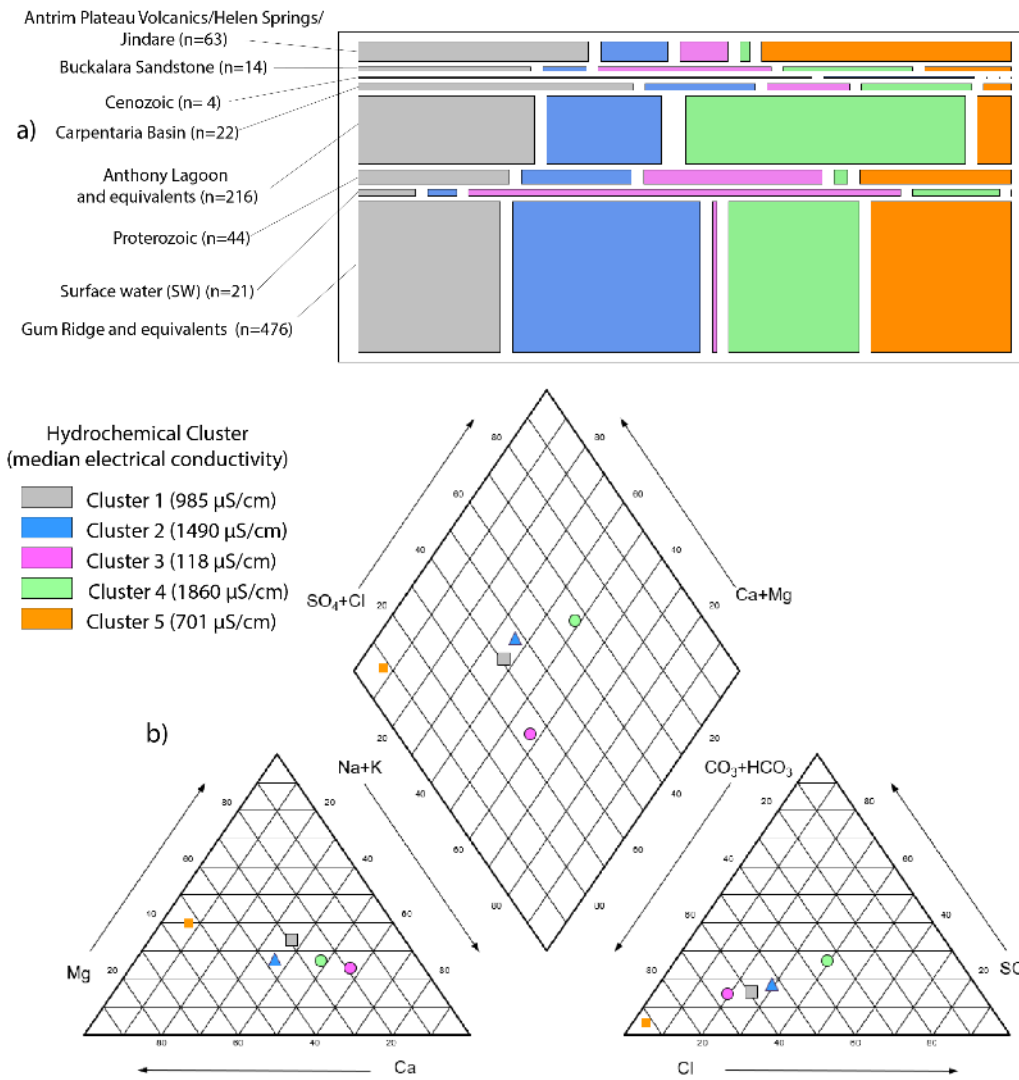 Antrim Plateau Volcanics/Helen Springs/
Jindare (n=63)
Buckalara Sandstone (n=14)
Cenozoic (n= 4)
a)
Carpentaria Basin (n=22)
Anthony Lagoon
and equivalents (n=216)
Proterozoic (n=44)
Surface water (SW) (n=21)
Gum Ridge and equivalents (n=476)
Hydrochemical Cluster
(median electrical conductivity)
Cluster 1 (985 µS/cm)
Cluster 2 (1490 µS/cm)
Cluster 3 (118 µS/cm)
Cluster 4 (1860 µS/cm)
Cluster 5 (701 µS/cm)
80 80
60 60
40 40
20 20
SO₄+Cl Ca+Mg
20 20
40 40
60 60
80 80
b)
Na+K CO₃+HCO₃
80 20
60 40
40 60
20 80
Mg
80 60 40 20
Ca
20 80
40 60
60 40
80 20
SO
20 40 60 80
Cl